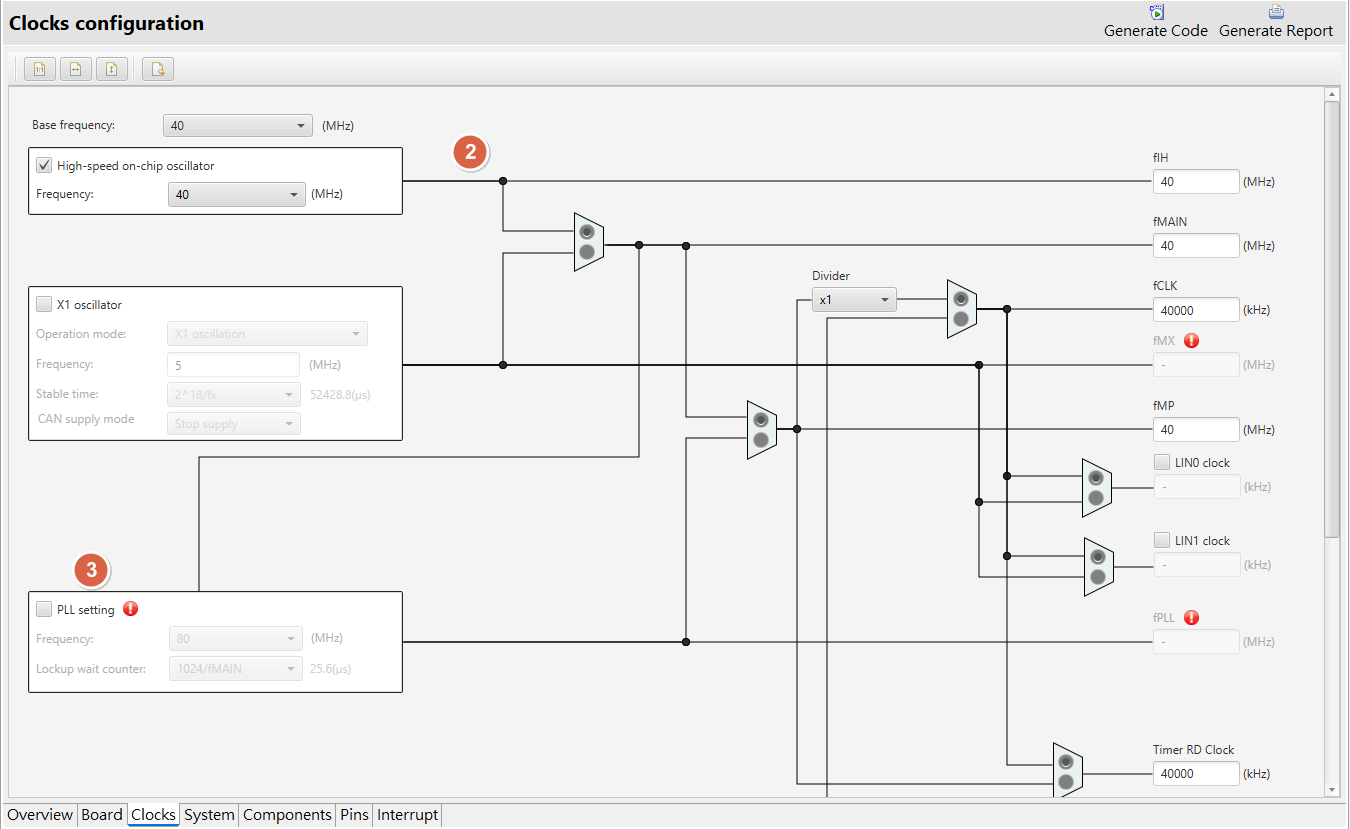 Clocks configuration
Generate Code Generate Report
1:1
Base frequency: 40 (MHz)
2
High-speed on-chip oscillator
Frequency: 40 (MHz)
fIH
40 (MHz)
fMAIN
40 (MHz)
Divider
x1
fCLK
40000 (kHz)
X1 oscillator
Operation mode: X1 oscillation
Frequency: 5 (MHz)
Stable time: 2^18/fx 52428.8(μs)
CAN supply mode Stop supply
fMX
- (MHz)
fMP
40 (MHz)
LIN0 clock
- (kHz)
LIN1 clock
- (kHz)
3
PLL setting
Frequency: 80 (MHz)
Lockup wait counter: 1024/fMAIN 25.6(μs)
fPLL
- (MHz)
Timer RD Clock
40000 (kHz)
Overview Board Clocks System Components Pins Interrupt